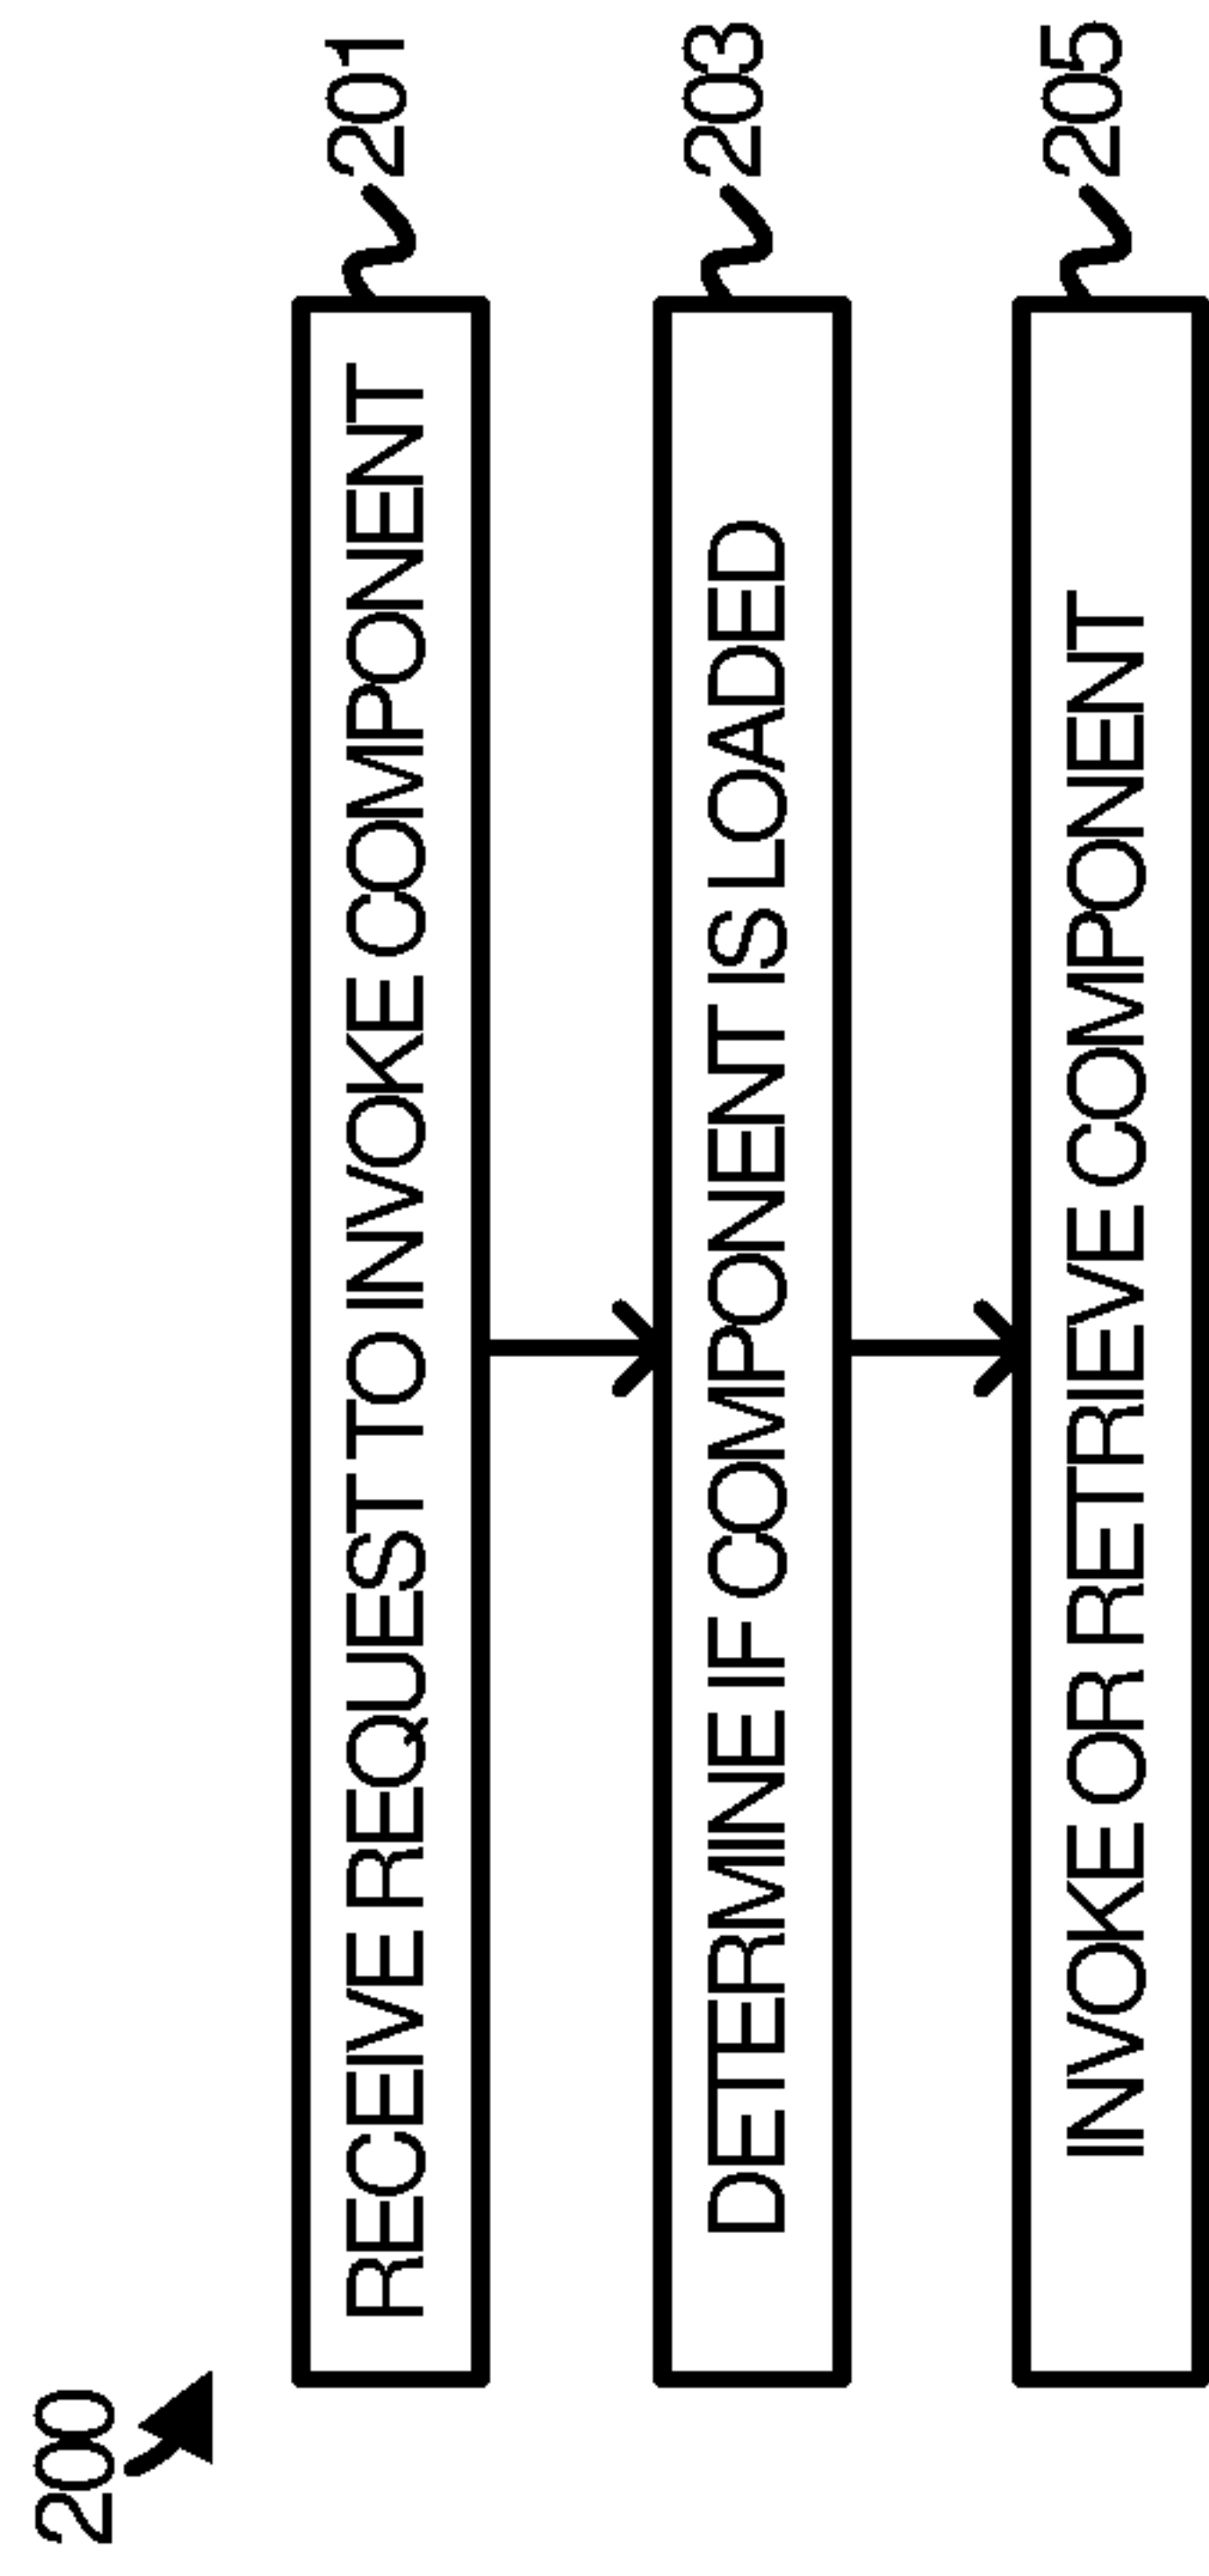 200
RECEIVE REQUEST TO INVOKE COMPONENT
201
DETERMINE IF COMPONENT IS LOADED
203
INVOKE OR RETRIEVE COMPONENT
205